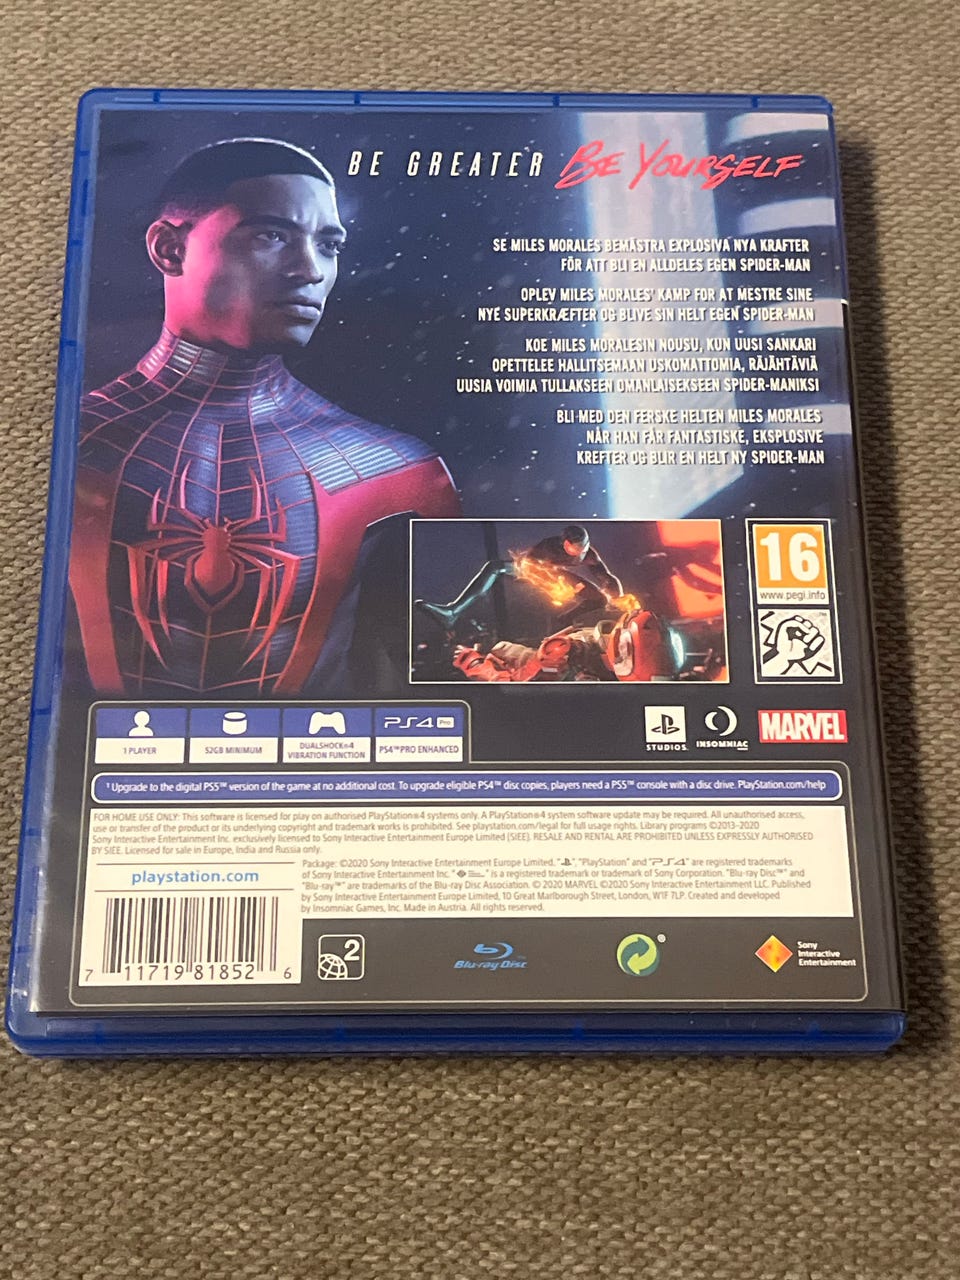 BE GREATER BE YOURSELF
SE MILES MORALES BEMÄSTRA EXPLOSIVA NYA KRAFTER
FÖR ATT BLI EN ALLDELES EGEN SPIDER-MAN
OPLEV MILES MORALES' KAMP FOR AT MESTRE SINE
NYE SUPERKRÆFTER OG BLIVE SIN HELT EGEN SPIDER-MAN
KOE MILES MORALESIN NOUSU, KUN UUSI SANKARI
OPETTELEE HALLITSEMAAN USKOMATTOMIA, RÄJÄHTÄVIÄ
UUSIA VOIMIA TULLAKSEEN OMANLAISEKSEEN SPIDER-MANIKSI
BLI MED DEN FERSKE HELTEN MILES MORALES
NÅR HAN FÅR FANTASTISKE, EKSPLOSIVE
KREFTER OG BLIR EN HELT NY SPIDER-MAN
16
www.pegi.info
1 PLAYER
52GB MINIMUM
DUALSHOCK®4
VIBRATION FUNCTION
PS4 Pro
PS4™PRO ENHANCED
STUDIOS
INSOMNIAC
MARVEL
¹ Upgrade to the digital PS5™ version of the game at no additional cost. To upgrade eligible PS4™ disc copies, players need a PS5™ console with a disc drive. PlayStation.com/help
FOR HOME USE ONLY: This software is licensed for play on authorised PlayStation®4 systems only. A PlayStation®4 system software update may be required. All unauthorised access,
use or transfer of the product or its underlying copyright and trademark works is prohibited. See playstation.com/legal for full usage rights. Library programs ©2013-2020
Sony Interactive Entertainment Inc. exclusively licensed to Sony Interactive Entertainment Europe Limited (SIEE). RESALE AND RENTAL ARE PROHIBITED UNLESS EXPRESSLY AUTHORISED
BY SIEE. Licensed for sale in Europe, India and Russia only.
playstation.com
Package: ©2020 Sony Interactive Entertainment Europe Limited. "", "PlayStation" and "PS4" are registered trademarks
of Sony Interactive Entertainment Inc. "" is a registered trademark or trademark of Sony Corporation. "Blu-ray Disc™" and
"Blu-ray™" are trademarks of the Blu-ray Disc Association. © 2020 MARVEL ©2020 Sony Interactive Entertainment LLC. Published
by Sony Interactive Entertainment Europe Limited, 10 Great Marlborough Street, London, W1F 7LP. Created and developed
by Insomniac Games, Inc. Made in Austria. All rights reserved.
7 11719 81852 6
2
Blu-ray Disc
Sony
Interactive
Entertainment